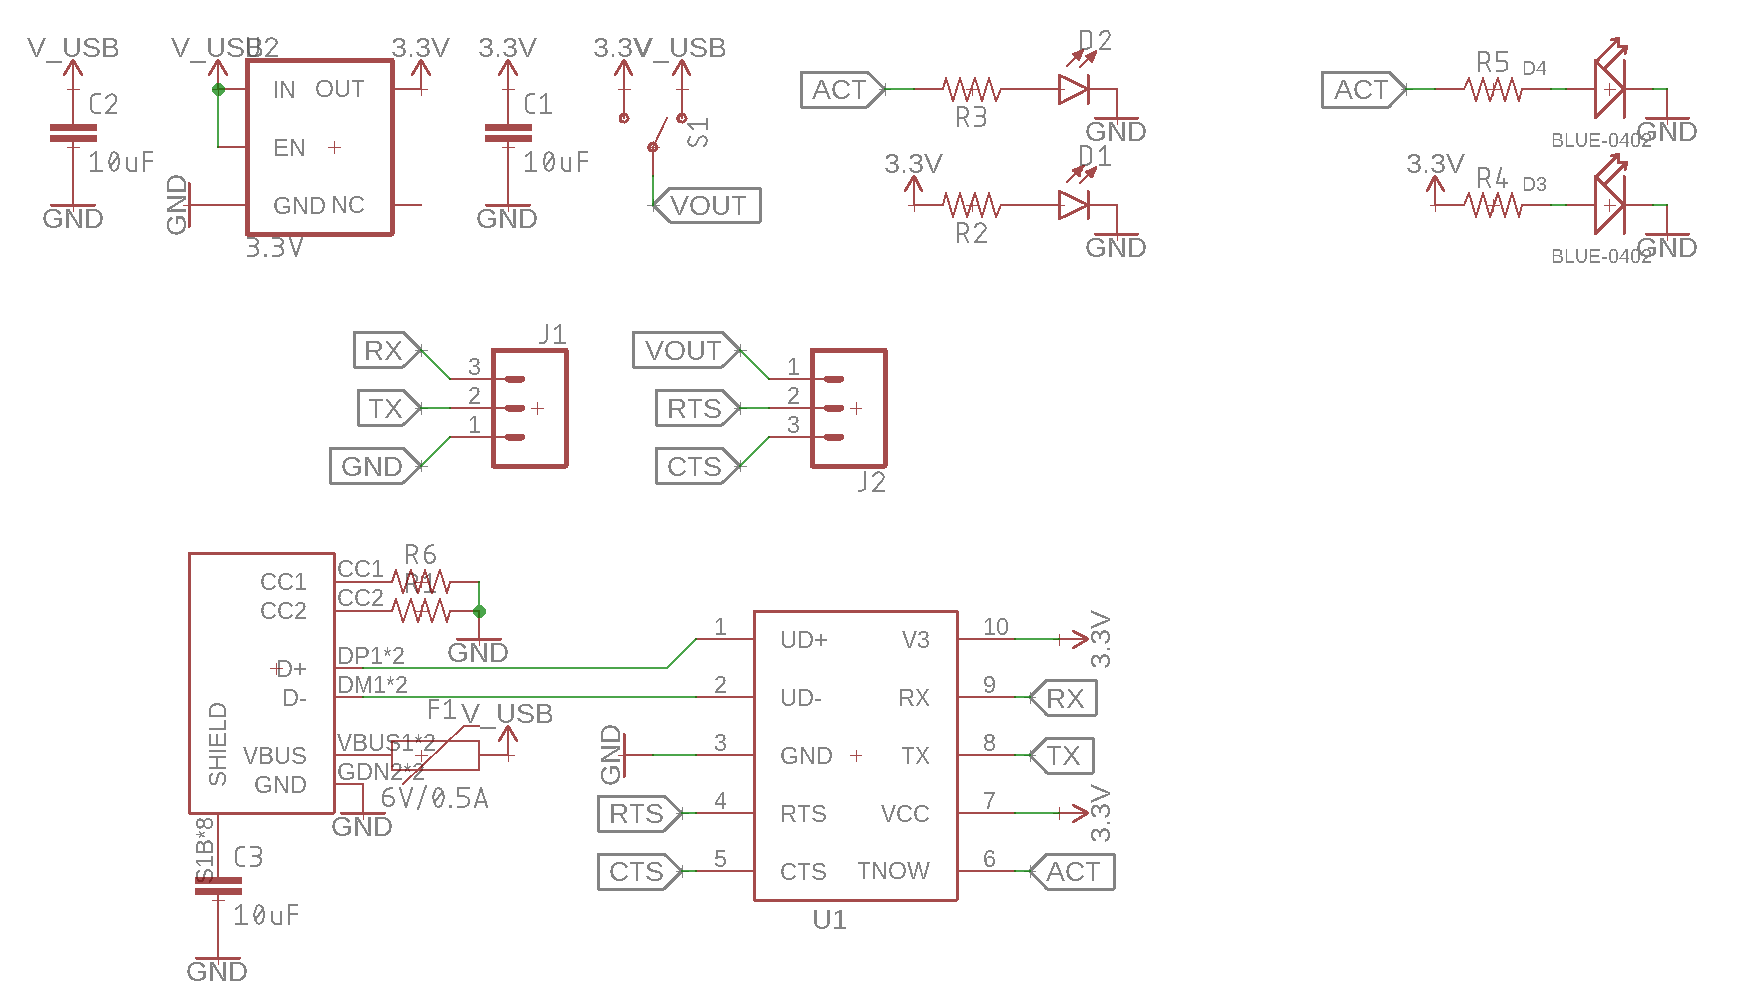 V_USB
C2
10uF
GND
V_USB
U2
IN
OUT
EN
GND
NC
GND
3.3V
3.3V
3.3V
C1
10uF
GND
3.3V
V_USB
S1
VOUT
ACT
R3
D2
GND
3.3V
R2
D1
GND
ACT
R5
D4
BLUE-0402
GND
3.3V
R4
D3
BLUE-0402
GND
J1
RX
3
TX
2
GND
1
VOUT
1
RTS
2
CTS
3
J2
CC1
CC2
D+
D-
SHIELD
VBUS
GND
CC1
R6
CC2
R1
GND
DP1*2
DM1*2
F1
V_USB
VBUS1*2
GDN2*2
6V/0.5A
GND
S1B*8
C3
10uF
GND
1
UD+
V3
10
3.3V
2
UD-
RX
9
RX
GND
3
GND
TX
8
TX
RTS
4
RTS
VCC
7
3.3V
CTS
5
CTS
TNOW
6
ACT
U1